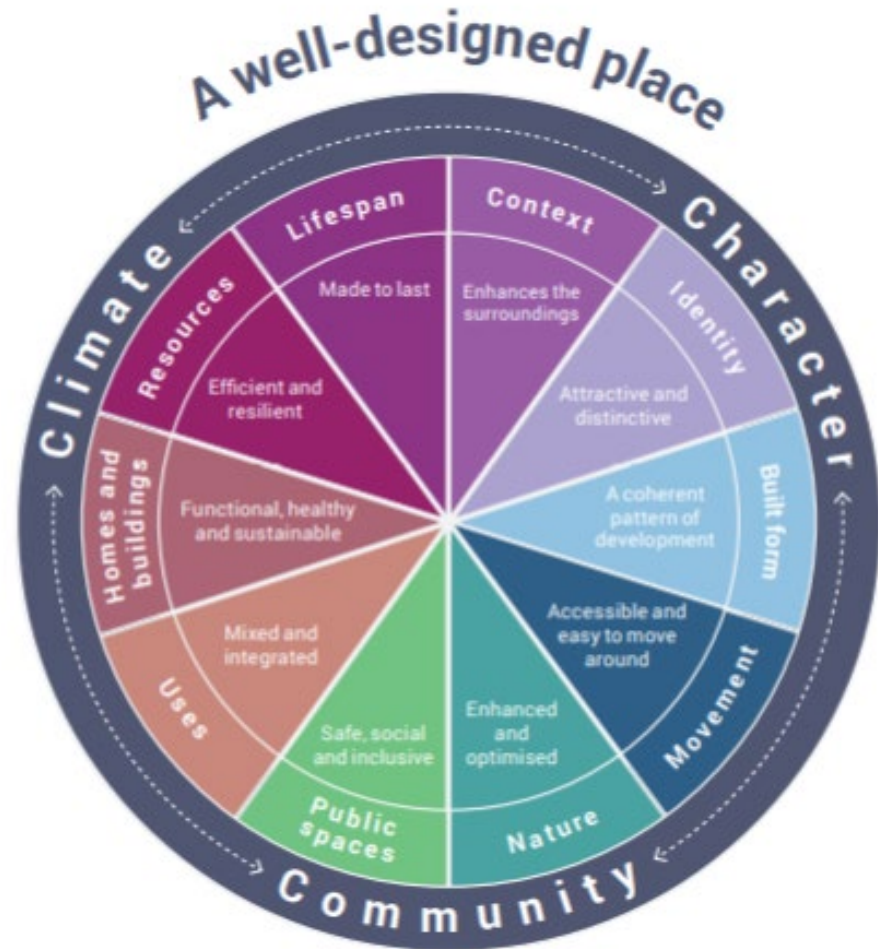 A well-designed place
Climate
Character
Community
Context
Enhances the
surroundings
Identity
Attractive and
distinctive
Built form
A coherent
pattern of
development
Movement
Accessible and
easy to move
around
Nature
Enhanced
and
optimised
Public
spaces
Safe, social
and inclusive
Uses
Mixed and
integrated
Homes and
buildings
Functional, healthy
and sustainable
Resources
Efficient and
resilient
Lifespan
Made to last